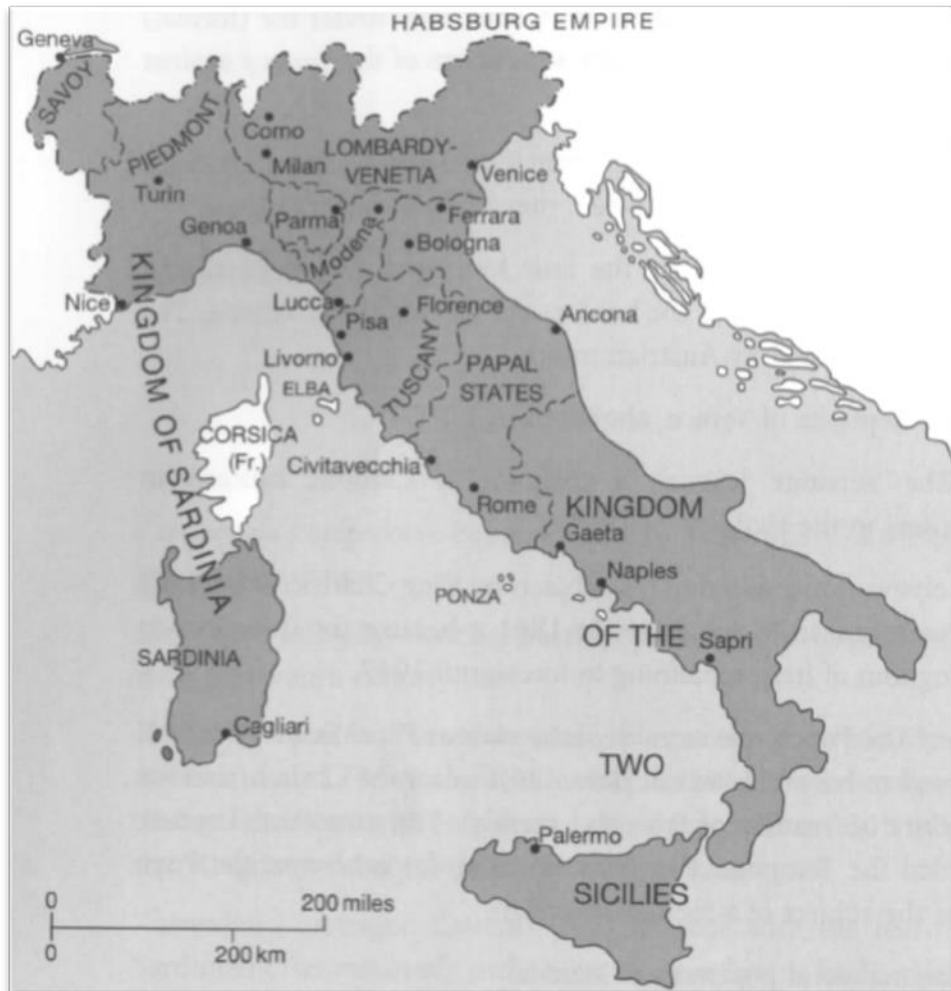 HABSBURG EMPIRE
Geneva
SAVOY
PIEDMONT
Como
Milan
LOMBARDY-
VENETIA
Venice
Turin
Parma
Modena
Ferrara
Genoa
Bologna
Nice
Lucca
Florence
Pisa
Ancona
Livorno
ELBA
TUSCANY
PAPAL
STATES
KINGDOM OF SARDINIA
CORSICA
(Fr.)
Civitavecchia
Rome
KINGDOM
Gaeta
Naples
PONZA
OF THE
Sapri
SARDINIA
Cagliari
TWO
Palermo
SICILIES
0 200 miles
0 200 km